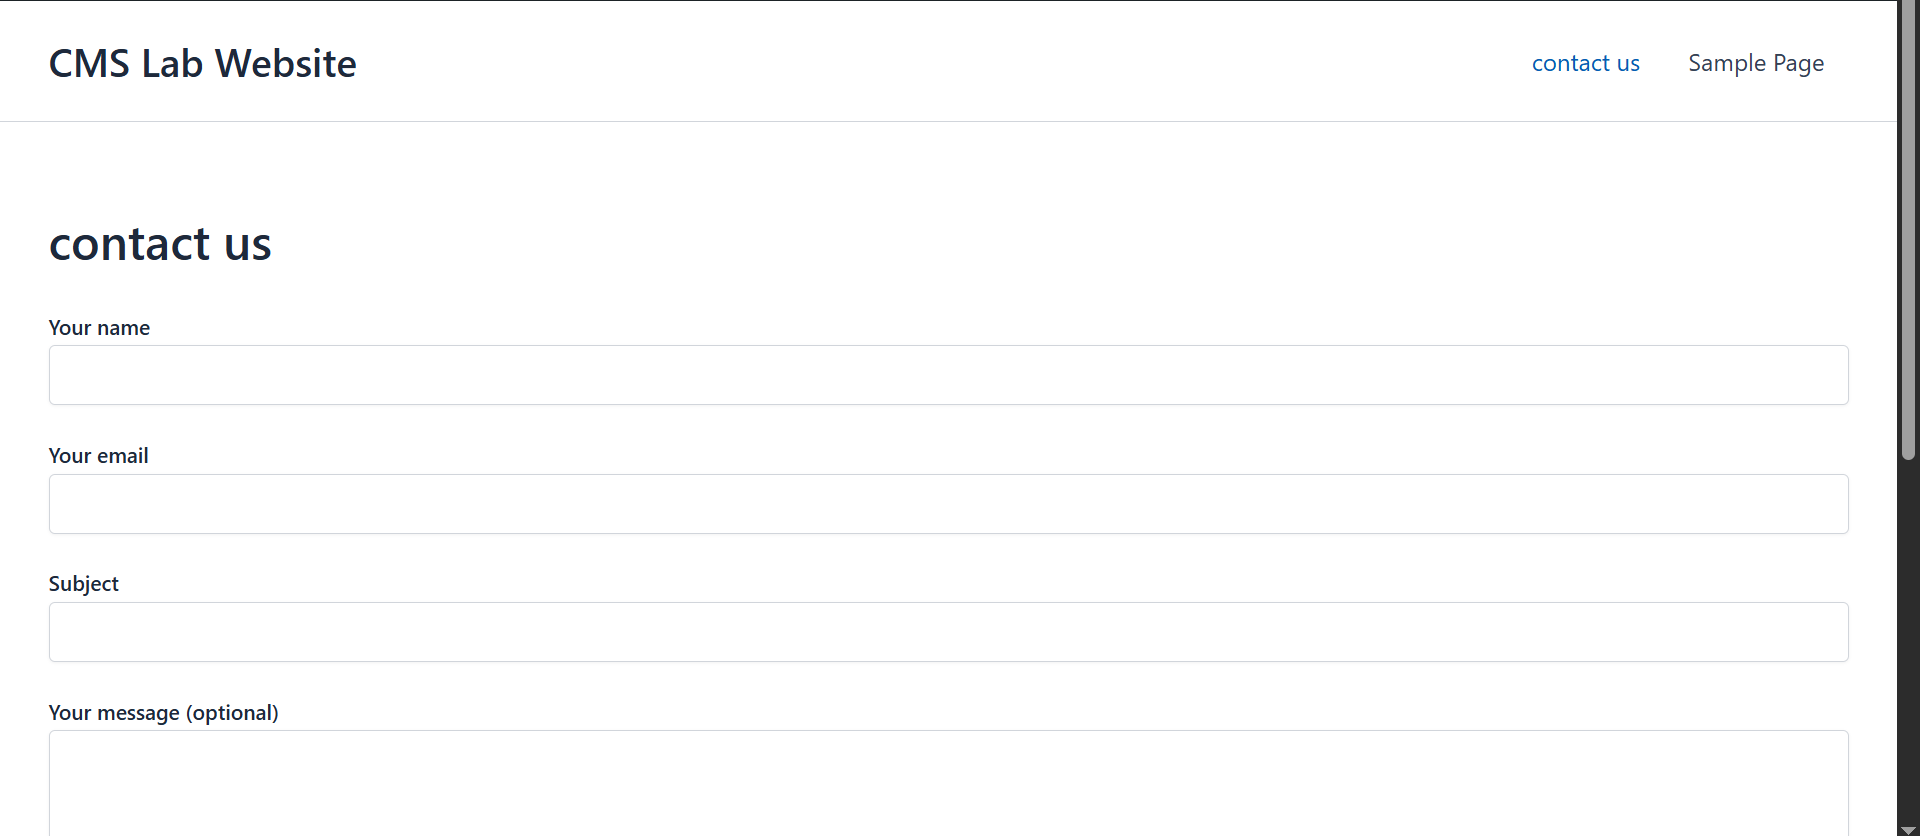 CMS Lab Website
contact us
Sample Page
contact us
Your name
Your email
Subject
Your message (optional)